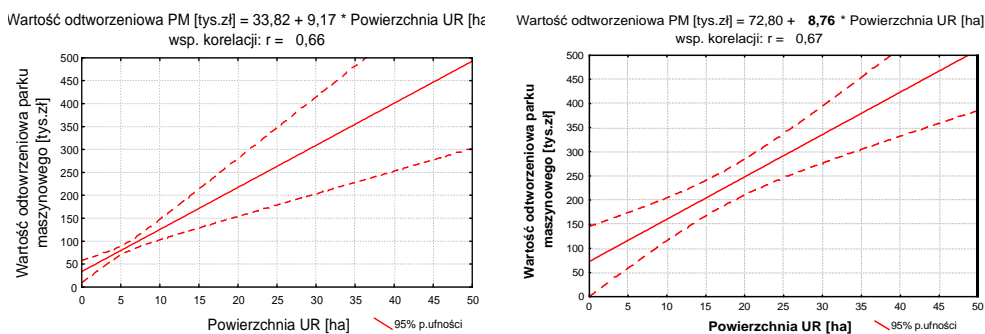 Wartość odtworzeniowa PM [tys.zł] = 33,82 + 9,17 * Powierzchnia UR [ha
wsp. korelacji: r = 0,66
Wartość odtowrzeniowa parku
maszynowego [tys.zł]
500
450
400
350
300
250
200
150
100
50
0
0 5 10 15 20 25 30 35 40 45 50
Powierzchnia UR [ha]
95% p.ufności
Wartość odtworzeniowa PM [tys.zł] = 72,80 + 8,76 * Powierzchnia UR [ha]
wsp. korelacji: r = 0,67
Wartość odtworzeniowa parku
maszynowego [tys.zł]
500
450
400
350
300
250
200
150
100
50
0
0 5 10 15 20 25 30 35 40 45 50
Powierzchnia UR [ha]
95% p.ufności